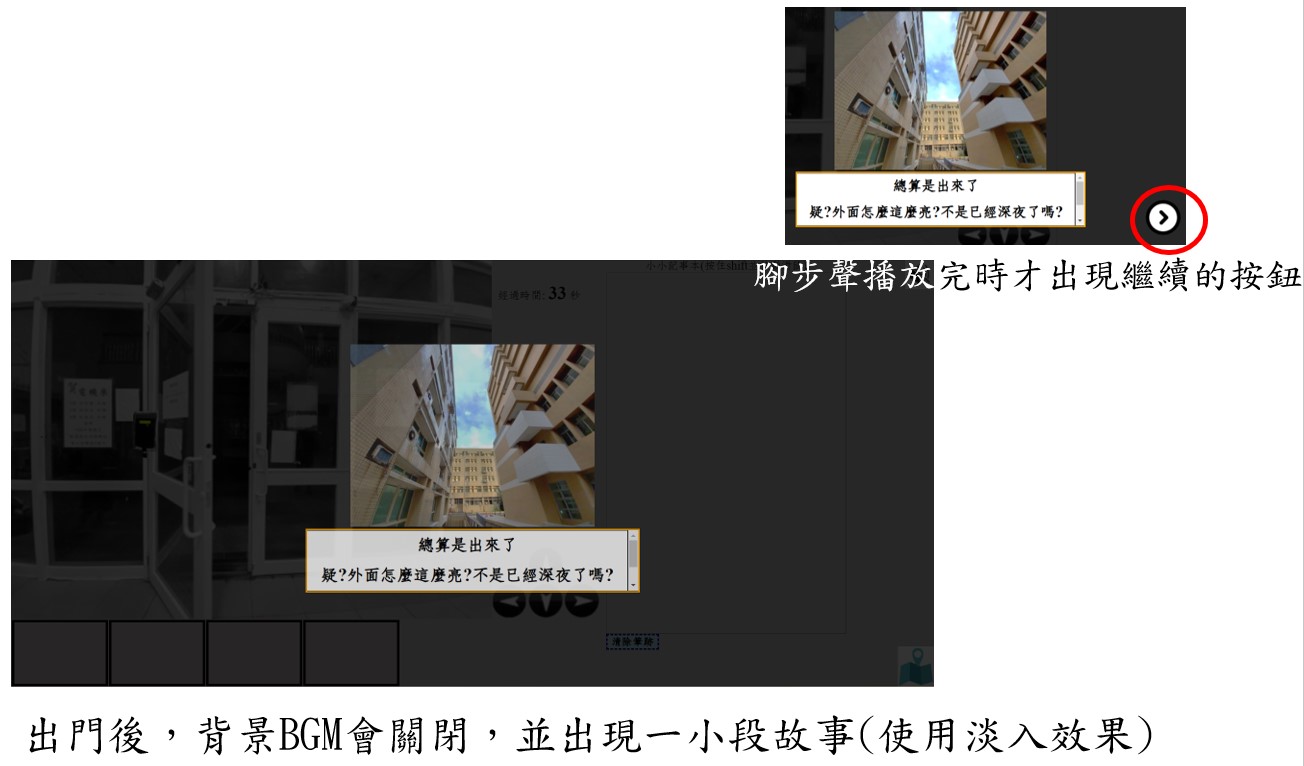 總算是出來了
疑?外面怎麼這麼亮?不是已經深夜了嗎?
腳步聲播放完時才出現繼續的按鈕
小小記事本(按住shift
經過時間: 33 秒
總算是出來了
疑?外面怎麼這麼亮?不是已經深夜了嗎?
清除筆跡
出門後，背景BGM會關閉，並出現一小段故事(使用淡入效果)